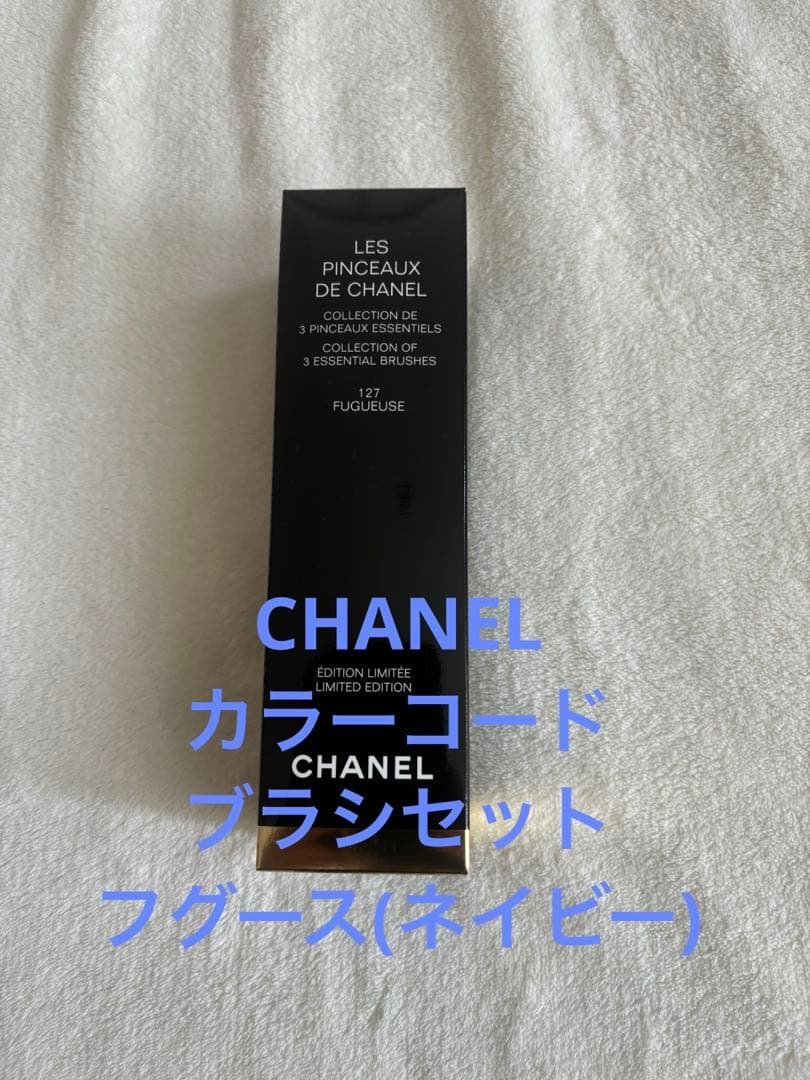 LES
PINCEAUX
DE CHANEL
COLLECTION DE
3 PINCEAUX ESSENTIELS
COLLECTION OF
3 ESSENTIAL BRUSHES
127
FUGUEUSE
CHANEL
ÉDITION LIMITÉE
LIMITED EDITION
カラーコード
CHANEL
ブラシセット
フグース(ネイビー)